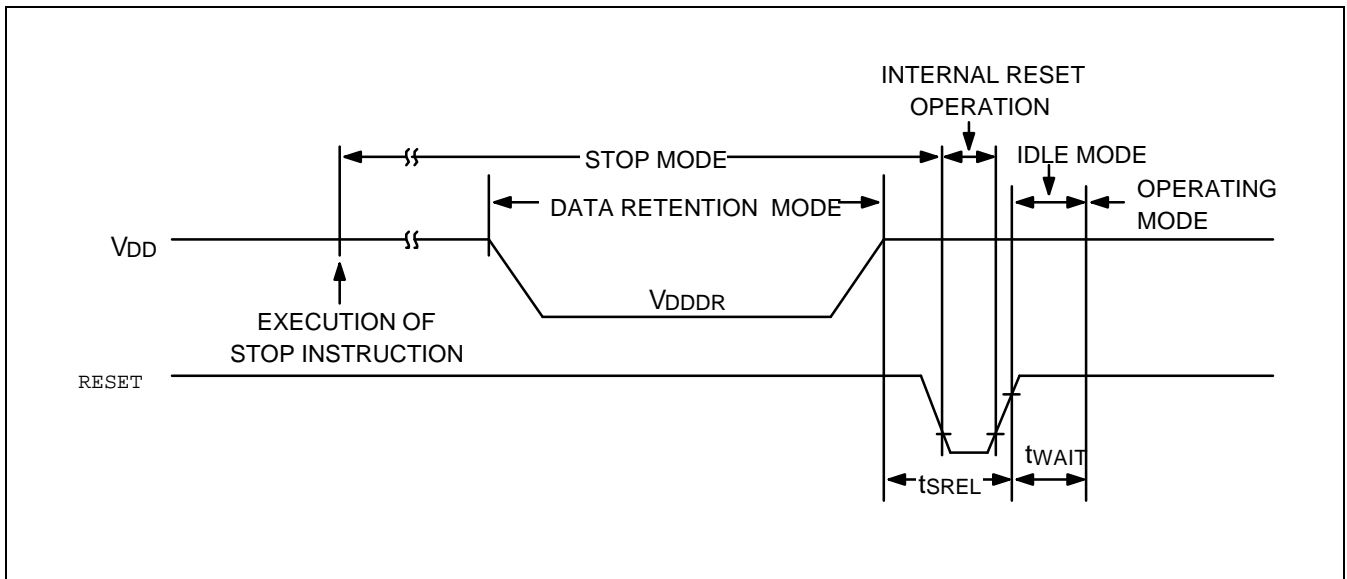 INTERNAL RESET
OPERATION
STOP MODE
IDLE MODE
DATA RETENTION MODE
OPERATING
MODE
VDD
VDDDR
EXECUTION OF
STOP INSTRUCTION
RESET
tWAIT
tSREL